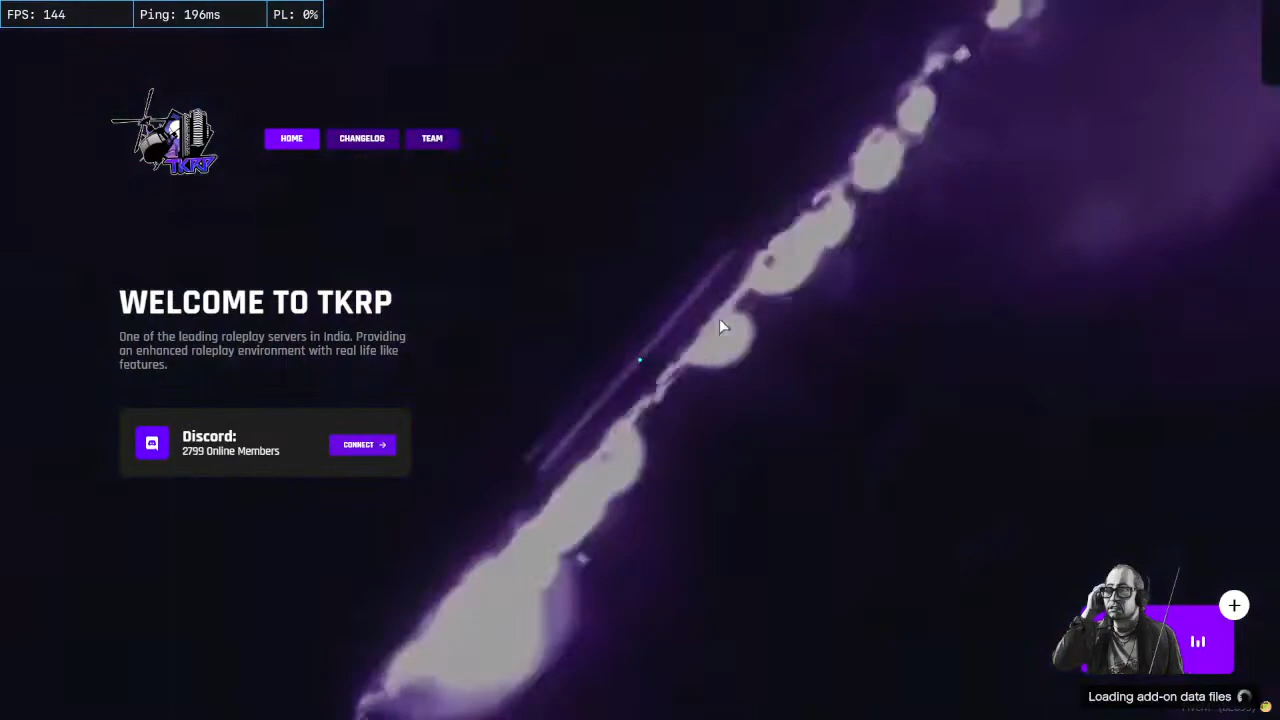 FPS: 144 Ping: 196ms PL: 0%
TKRP
HOME CHANGELOG TEAM
WELCOME TO TKRP
One of the leading roleplay servers in India. Providing
an enhanced roleplay environment with real life like
features.
Discord:
2799 Online Members
CONNECT →
Loading add-on data files